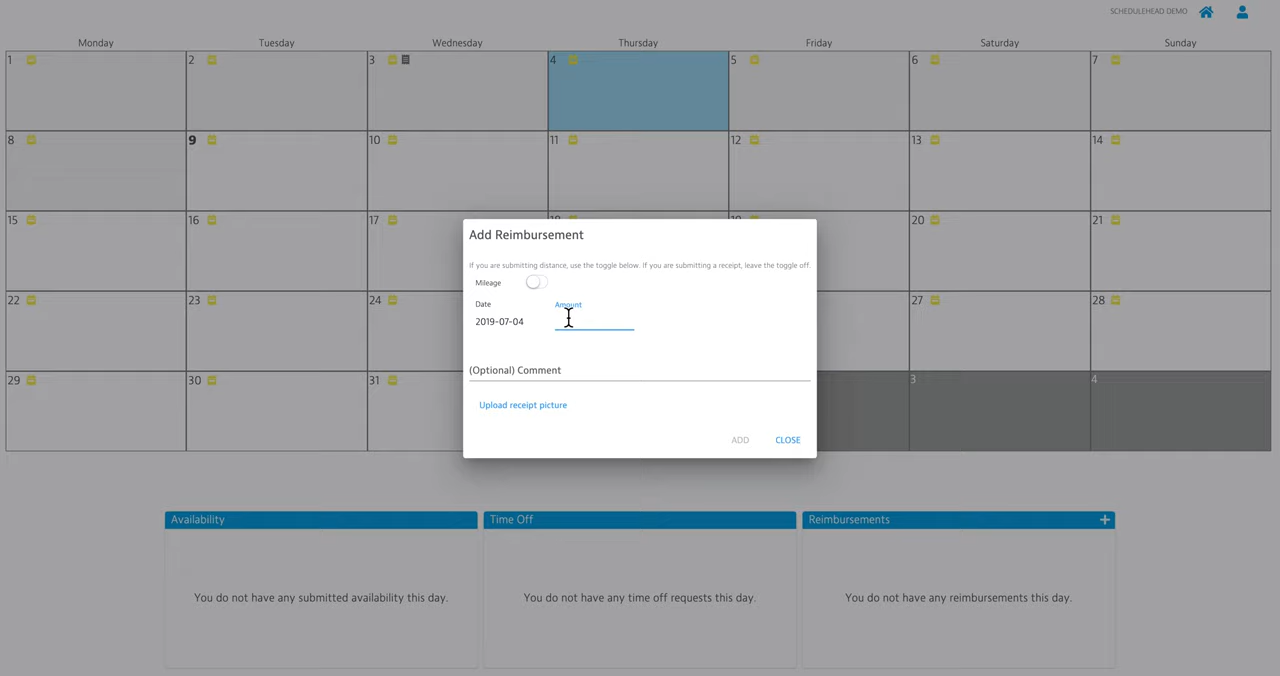 SCHEDULEHEAD DEMO
Monday Tuesday Wednesday Thursday Friday Saturday Sunday
1 2 3 4 5 6 7
8 9 10 11 12 13 14
15 16 17 18 19 20 21
22 23 24 27 28
29 30 31 3 4
Add Reimbursement
If you are submitting distance, use the toggle below. If you are submitting a receipt, leave the toggle off.
Mileage
Date Amount
2019-07-04
(Optional) Comment
Upload receipt picture
ADD CLOSE
Availability Time Off Reimbursements
You do not have any submitted availability this day. You do not have any time off requests this day. You do not have any reimbursements this day.